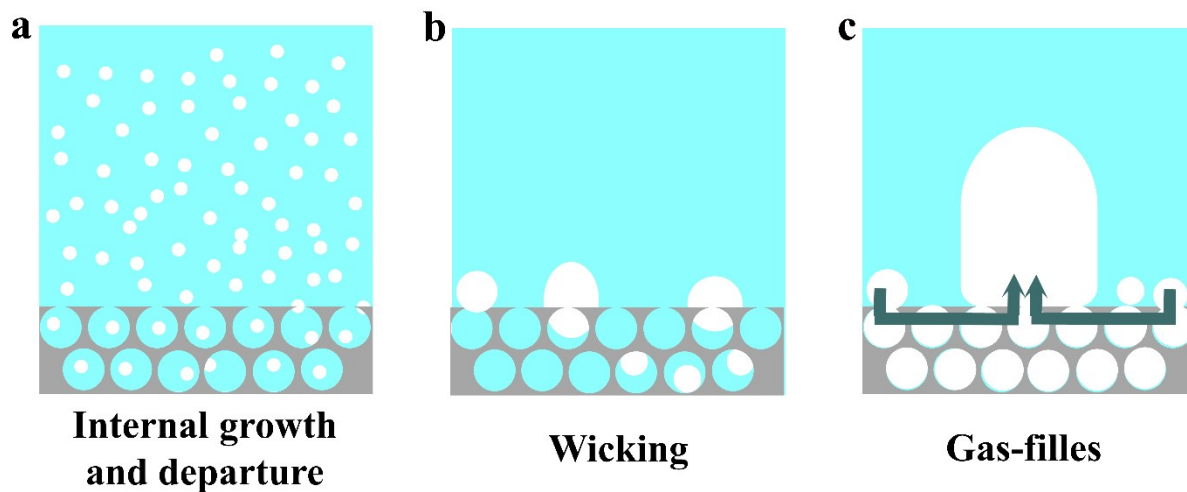 a
b
c
Internal growth
and departure
Wicking
Gas-filles